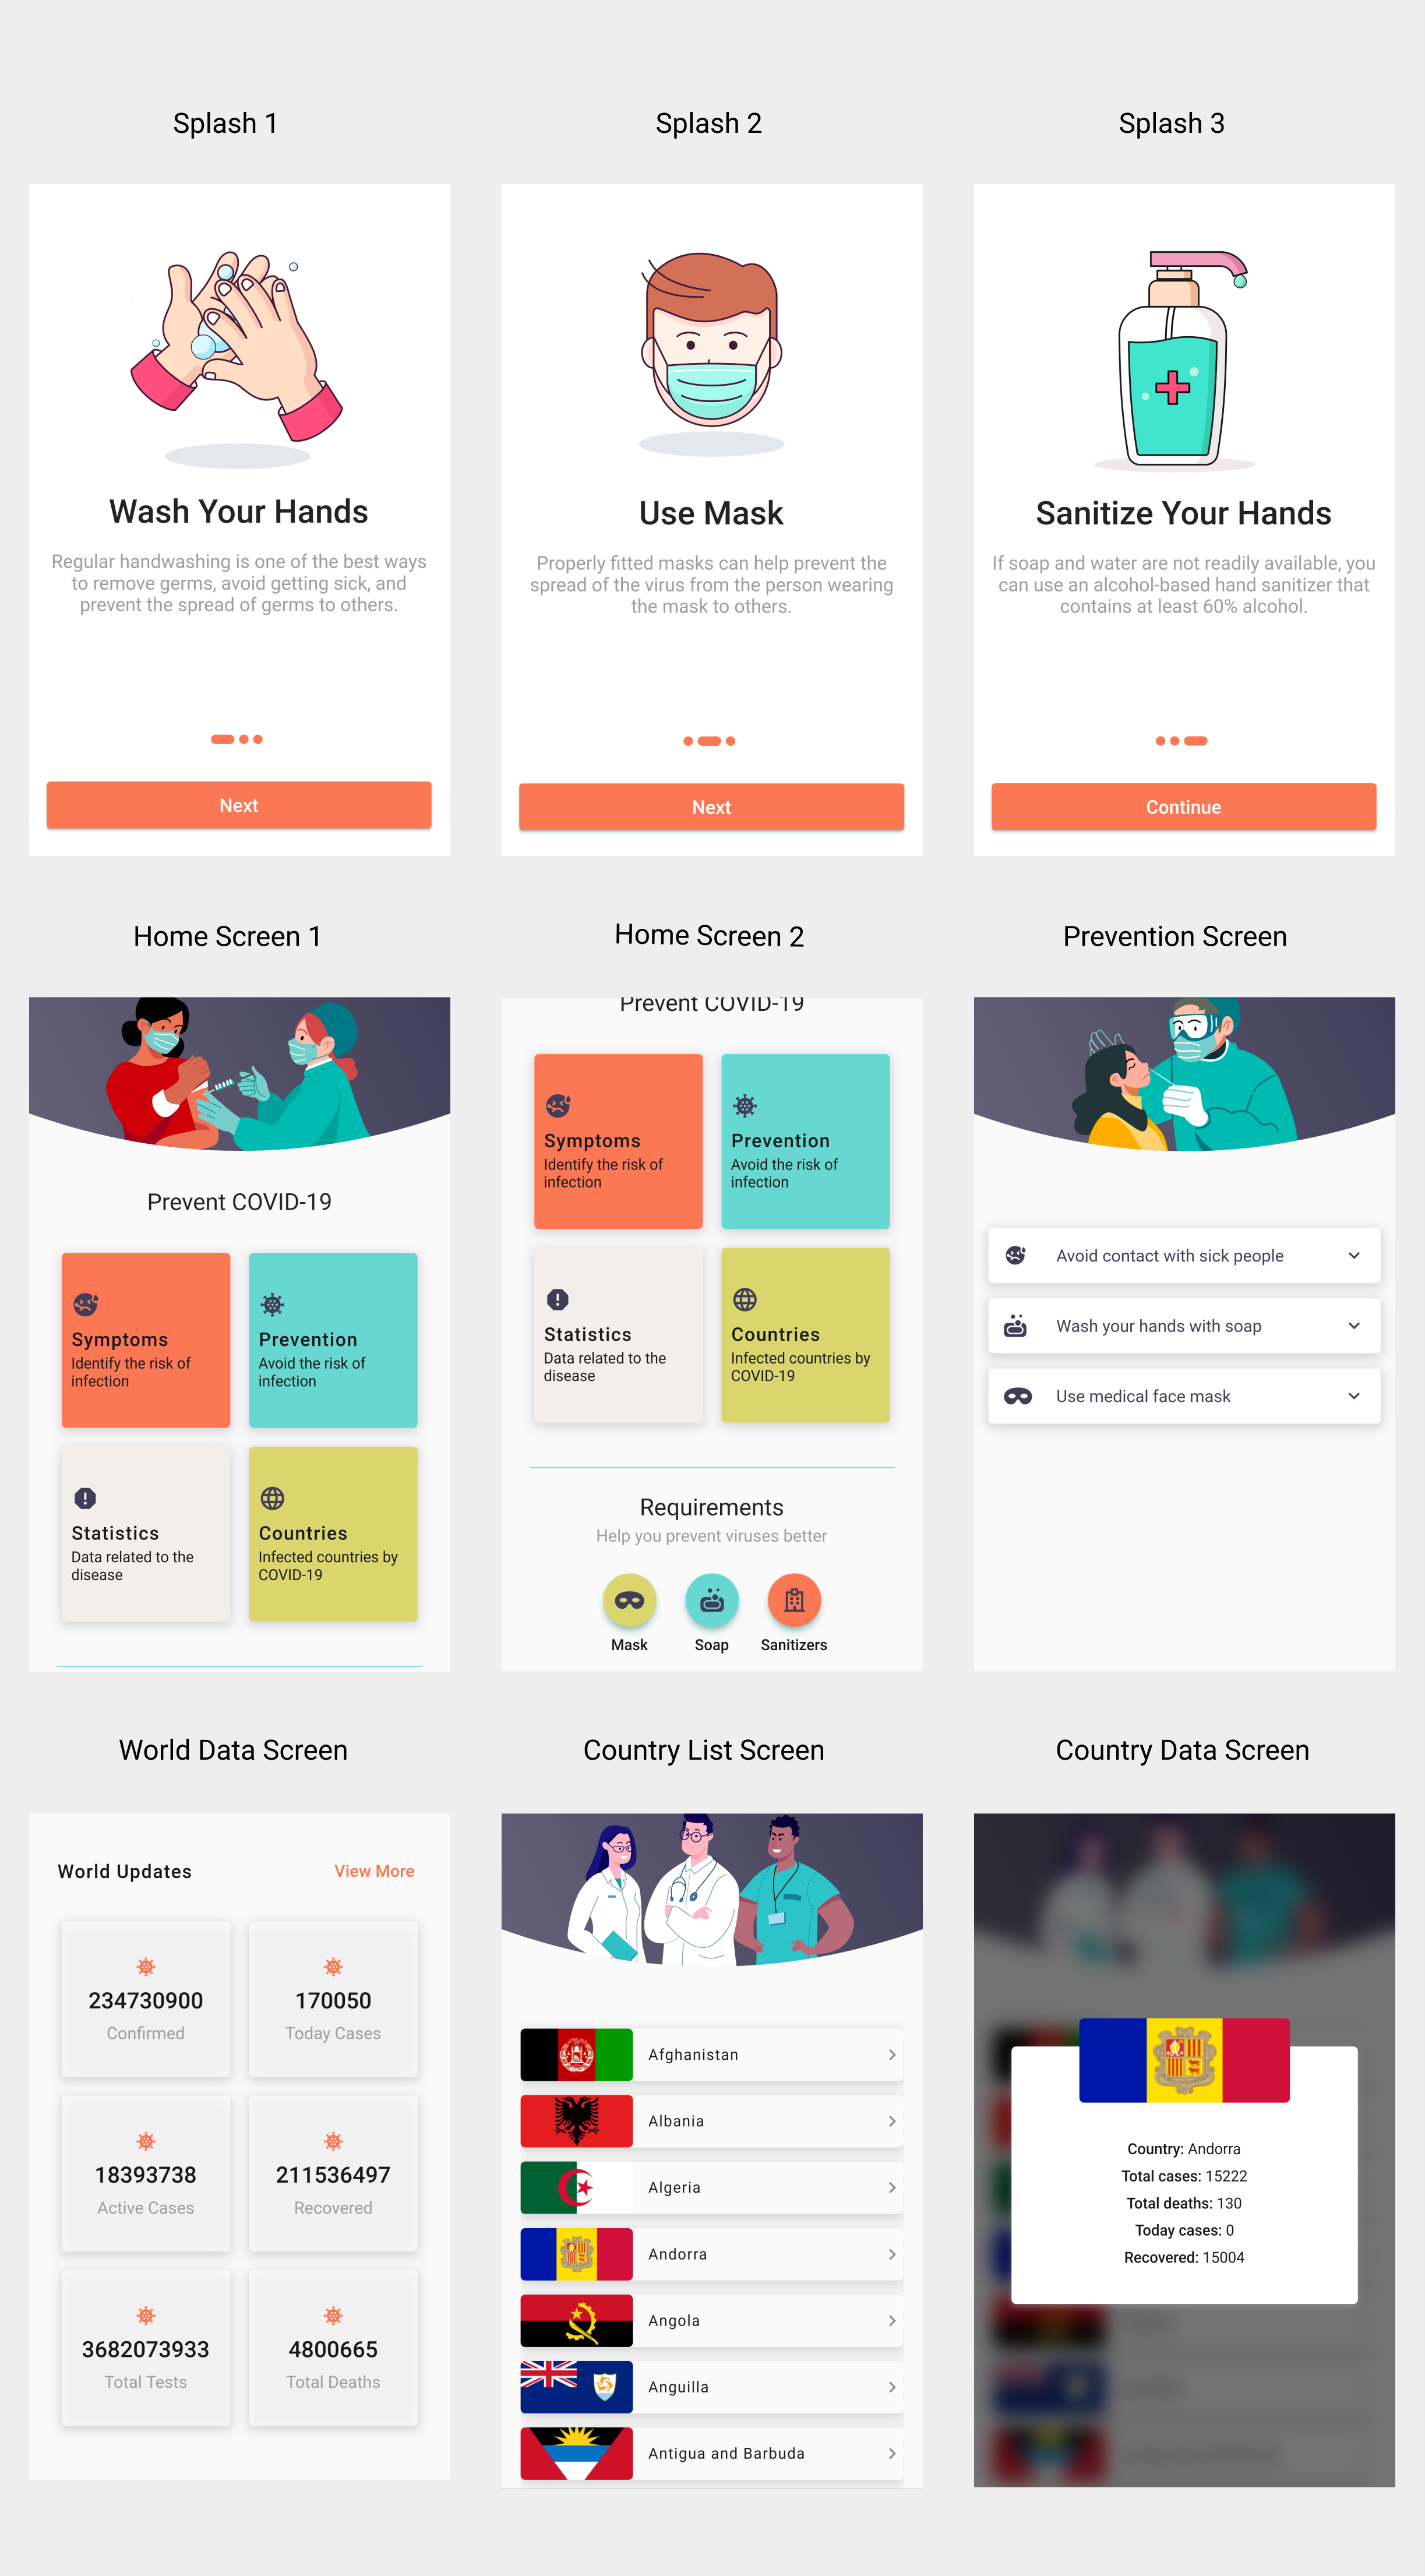 Splash 1
Splash 2
Splash 3
Wash Your Hands
Regular handwashing is one of the best ways
to remove germs, avoid getting sick, and
prevent the spread of germs to others.
Next
Use Mask
Properly fitted masks can help prevent the
spread of the virus from the person wearing
the mask to others.
Next
Sanitize Your Hands
If soap and water are not readily available, you
can use an alcohol-based hand sanitizer that
contains at least 60% alcohol.
Continue
Home Screen 1
Home Screen 2
Prevention Screen
Prevent COVID-19
Symptoms
Identify the risk of
infection
Prevention
Avoid the risk of
infection
Statistics
Data related to the
disease
Countries
Infected countries by
COVID-19
Prevent COVID-19
Symptoms
Identify the risk of
infection
Prevention
Avoid the risk of
infection
Statistics
Data related to the
disease
Countries
Infected countries by
COVID-19
Requirements
Help you prevent viruses better
Mask
Soap
Sanitizers
Avoid contact with sick people
Wash your hands with soap
Use medical face mask
World Data Screen
Country List Screen
Country Data Screen
World Updates
View More
234730900
Confirmed
170050
Today Cases
18393738
Active Cases
211536497
Recovered
3682073933
Total Tests
4800665
Total Deaths
Afghanistan
Albania
Algeria
Andorra
Angola
Anguilla
Antigua and Barbuda
Country: Andorra
Total cases: 15222
Total deaths: 130
Today cases: 0
Recovered: 15004